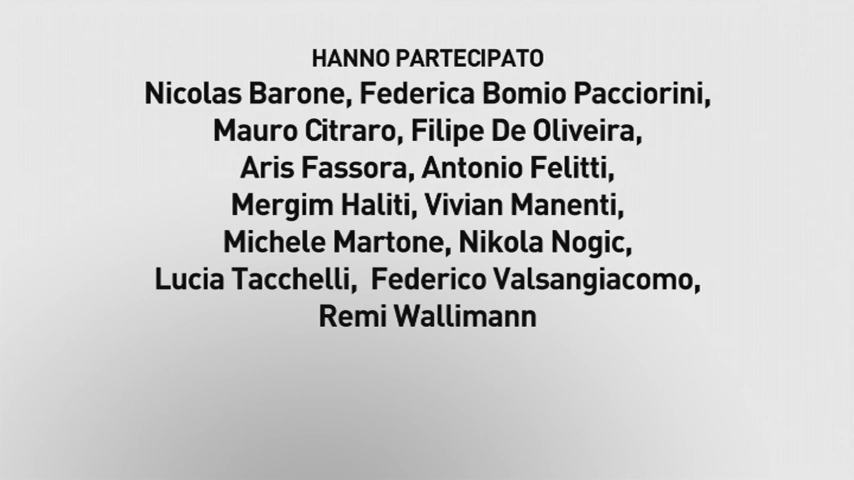 HANNO PARTECIPATO
Nicolas Barone, Federica Bomio Pacciorini,
Mauro Citraro, Filipe De Oliveira,
Aris Fassora, Antonio Felitti,
Mergim Haliti, Vivian Manenti,
Michele Martone, Nikola Nogic,
Lucia Tacchelli, Federico Valsangiacomo,
Remi Wallimann